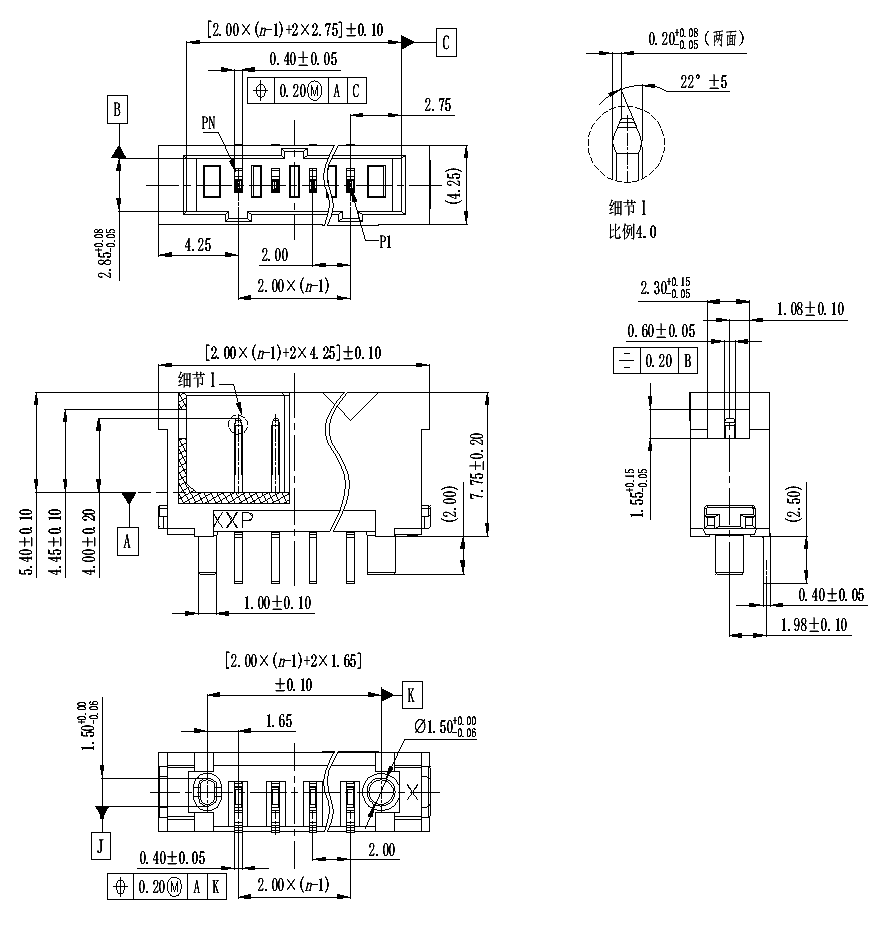 [2.00×(n-1)+2×2.75]±0.10
C
0.40±0.05
⌖ 0.20Ⓜ A C
2.75
B
PN
(4.25)
P1
4.25
2.00
2.85+0.08 -0.05
2.00×(n-1)
0.20+0.08 -0.05 (两面)
22° ±5
细节 1
比例4.0
2.30+0.15 -0.05
1.08±0.10
0.60±0.05
⌯ 0.20 B
1.55+0.15 -0.05
(2.50)
0.40±0.05
1.98±0.10
[2.00×(n-1)+2×4.25]±0.10
细节 1
5.40±0.10
4.45±0.10
4.00±0.20
A
XXP
(2.00)
7.75±0.20
1.00±0.10
[2.00×(n-1)+2×1.65]
±0.10
K
1.65
1.50+0.00 -0.06
Ø1.50+0.00 -0.06
X
J
0.40±0.05
2.00
⌖ 0.20Ⓜ A K
2.00×(n-1)